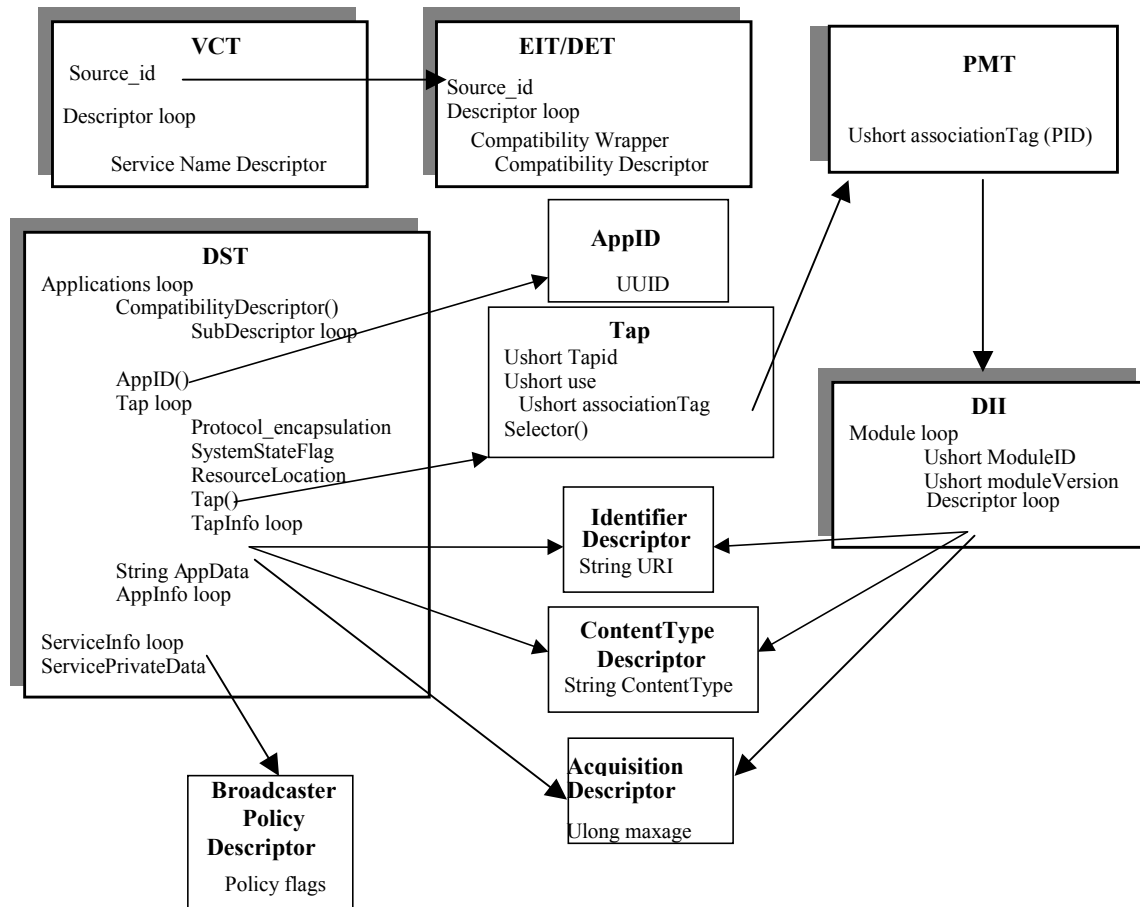 VCT
Source_id
Descriptor loop
Service Name Descriptor
EIT/DET
Source_id
Descriptor loop
Compatibility Wrapper
Compatibility Descriptor
PMT
Ushort associationTag (PID)
DST
Applications loop
CompatibilityDescriptor()
SubDescriptor loop
AppID()
Tap loop
Protocol_encapsulation
SystemStateFlag
ResourceLocation
Tap()
TapInfo loop
String AppData
AppInfo loop
ServiceInfo loop
ServicePrivateData
AppID
UUID
Tap
Ushort Tapid
Ushort use
Ushort associationTag
Selector()
DII
Module loop
Ushort ModuleID
Ushort moduleVersion
Descriptor loop
Identifier
Descriptor
String URI
ContentType
Descriptor
String ContentType
Acquisition
Descriptor
Ulong maxage
Broadcaster
Policy
Descriptor
Policy flags